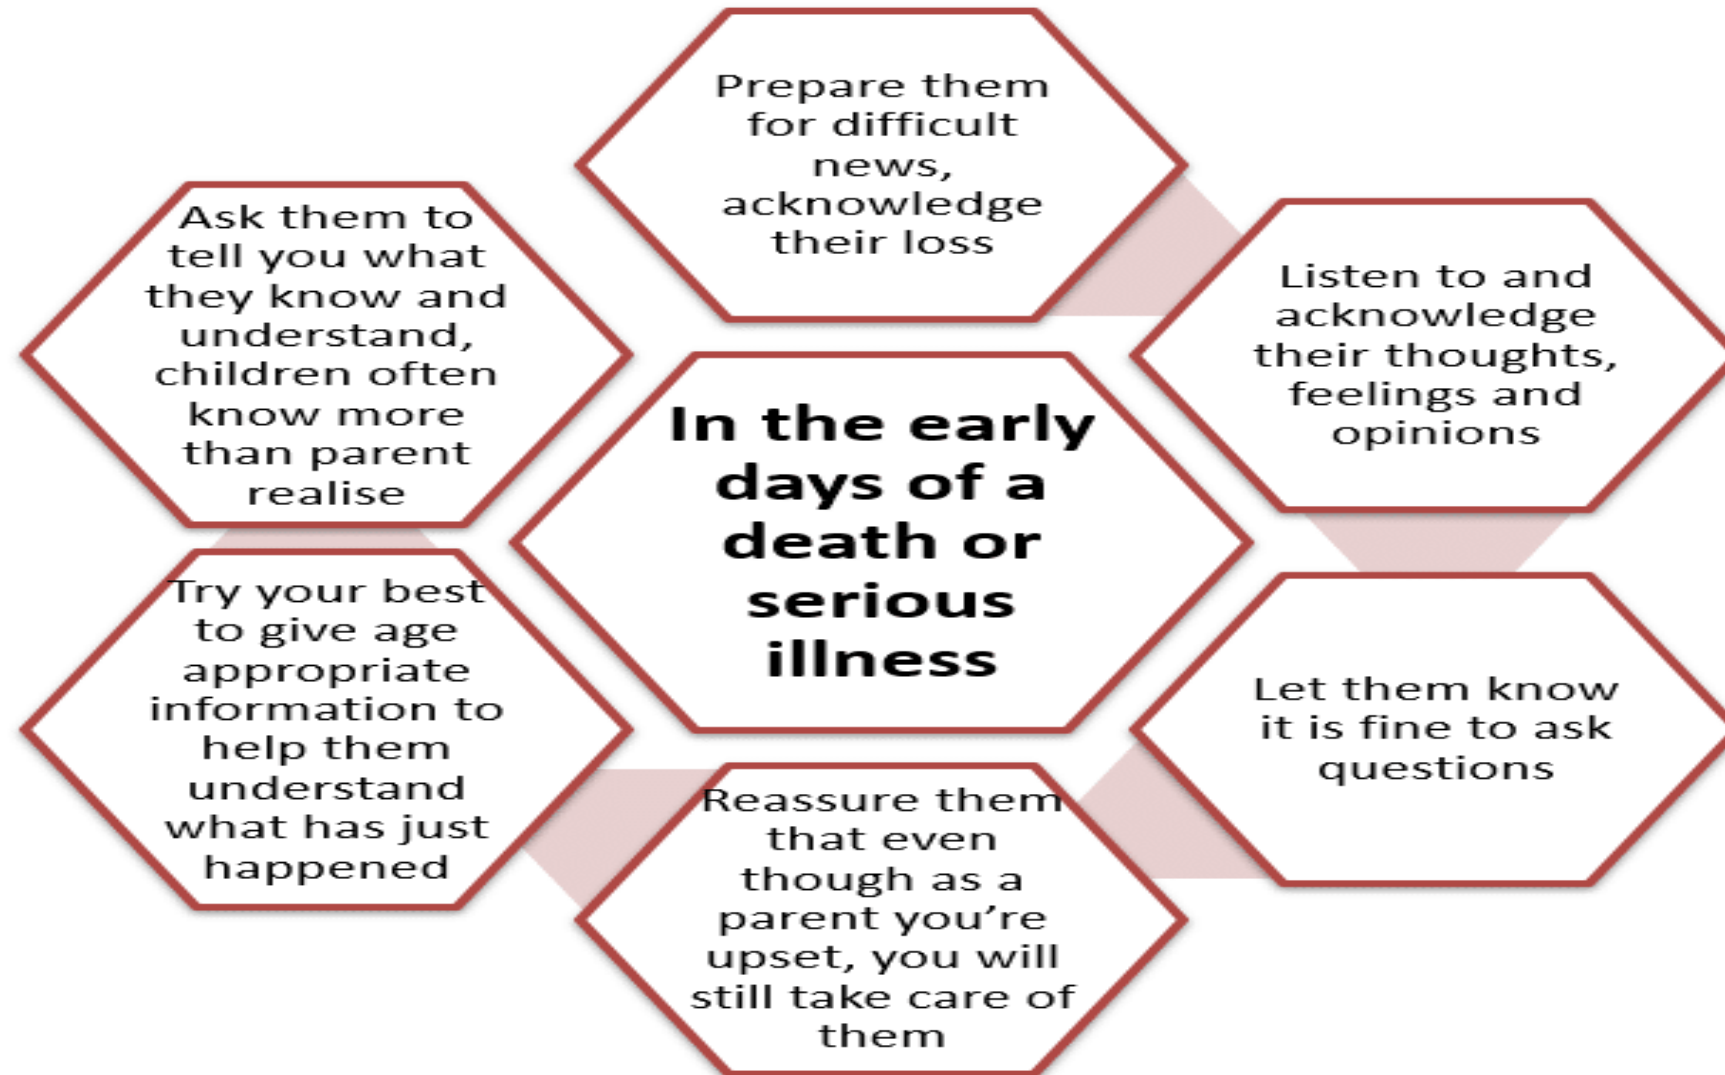 Prepare them
for difficult
news,
acknowledge
their loss
Listen to and
acknowledge
their thoughts,
feelings and
opinions
Let them know
it is fine to ask
questions
Reassure them
that even
though as a
parent you’re
upset, you will
still take care of
them
Try your best
to give age
appropriate
information to
help them
understand
what has just
happened
Ask them to
tell you what
they know and
understand,
children often
know more
than parent
realise
In the early
days of a
death or
serious
illness